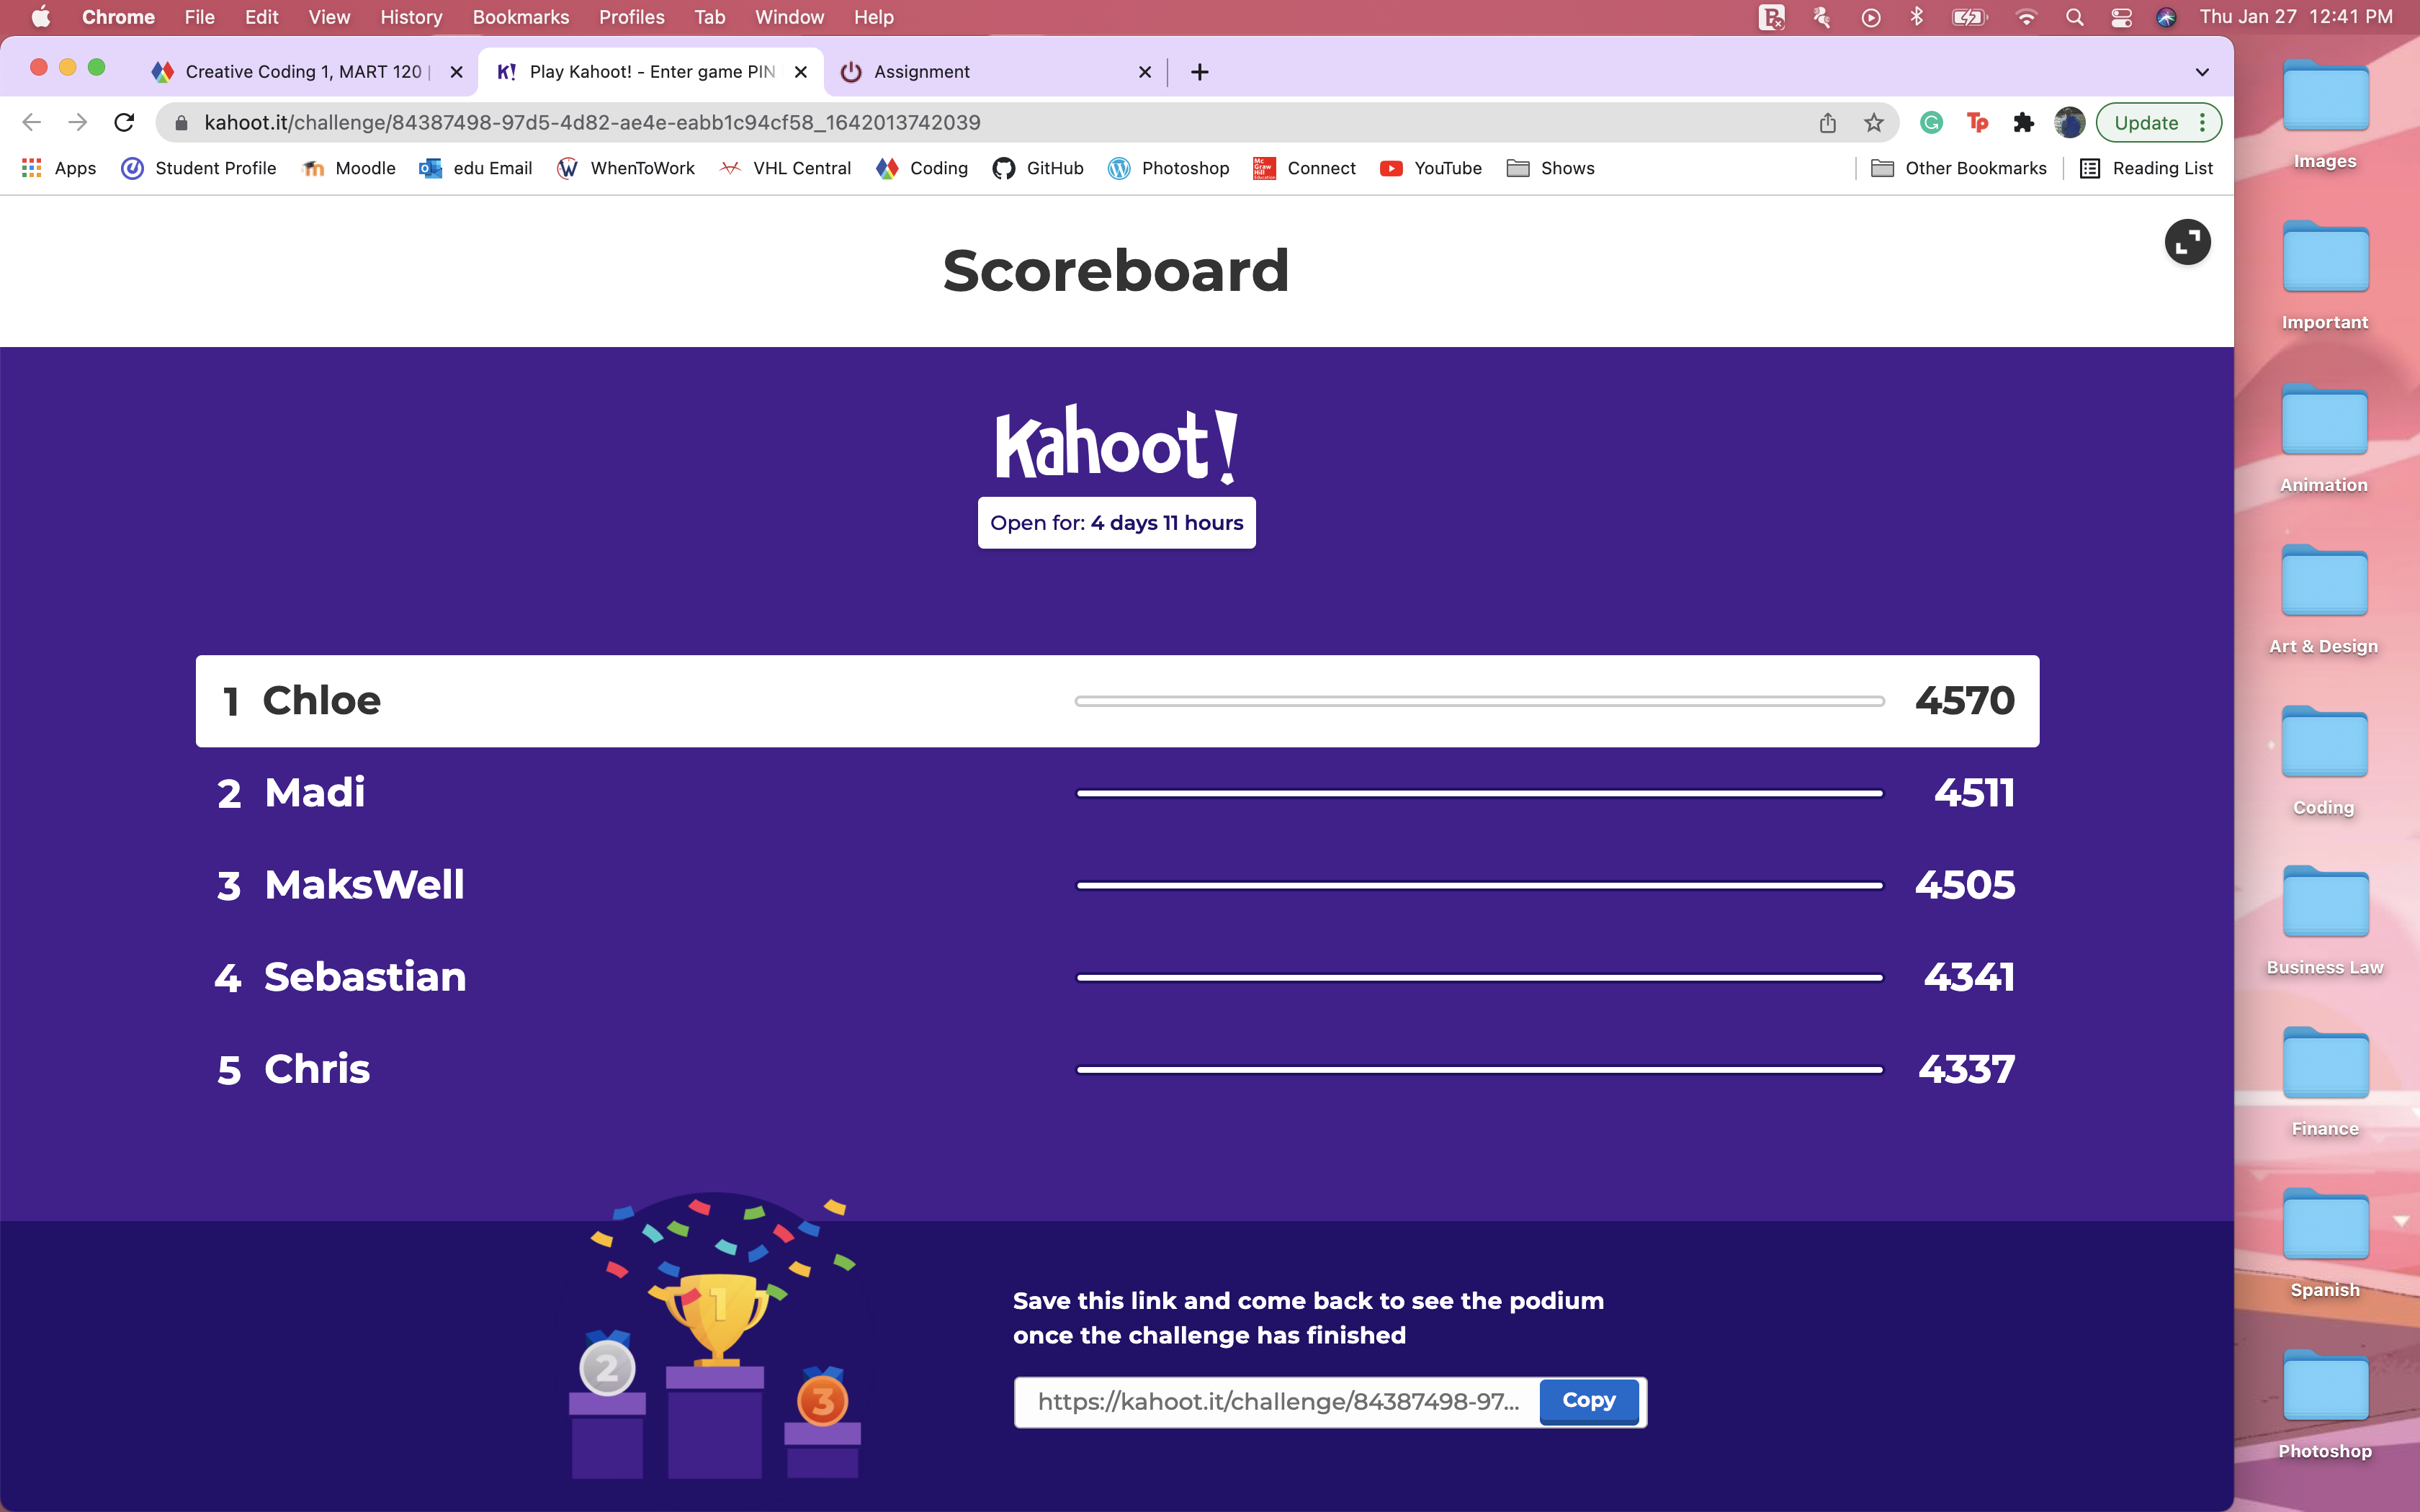 Chrome File Edit View History Bookmarks Profiles Tab Window Help Thu Jan 27 12:41 PM
Creative Coding 1, MART 120 | K! Play Kahoot! - Enter game PIN Assignment
kahoot.it/challenge/84387498-97d5-4d82-ae4e-eabb1c94cf58_1642013742039 Tp Update
Apps Student Profile Moodle edu Email WhenToWork VHL Central Coding GitHub Photoshop Connect YouTube Shows Other Bookmarks Reading List
Scoreboard
Kahoot!
Open for: 4 days 11 hours
1 Chloe 4570
2 Madi 4511
3 MaksWell 4505
4 Sebastian 4341
5 Chris 4337
1
2
3
Save this link and come back to see the podium
once the challenge has finished
https://kahoot.it/challenge/84387498-97... Copy
Images
Important
Animation
Art & Design
Coding
Business Law
Finance
Spanish
Photoshop